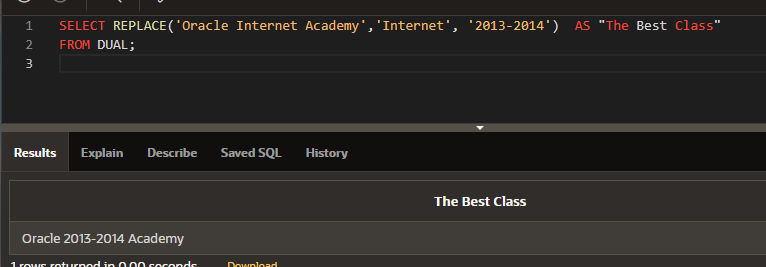 1 SELECT REPLACE('Oracle Internet Academy','Internet', '2013-2014')  AS "The Best Class"
2 FROM DUAL;
3
Results Explain Describe Saved SQL History
The Best Class
Oracle 2013-2014 Academy
1 rows returned in 0.00 seconds Download